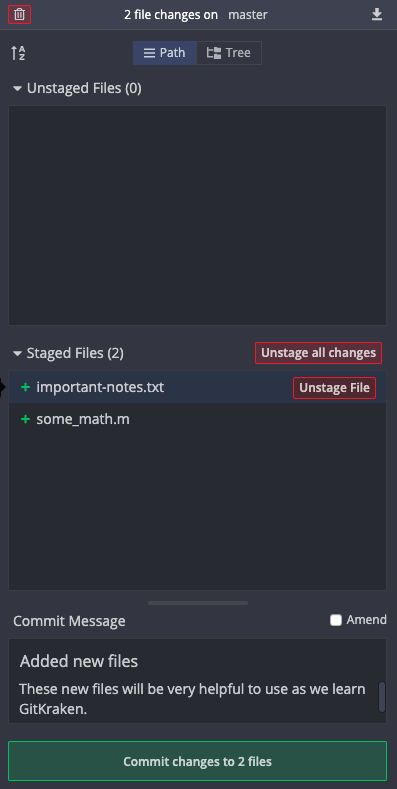 2 file changes on master
A
Z
Path Tree
Unstaged Files (0)
Staged Files (2) Unstage all changes
+ important-notes.txt Unstage File
+ some_math.m
Commit Message Amend
Added new files
These new files will be very helpful to use as we learn
GitKraken.
Commit changes to 2 files